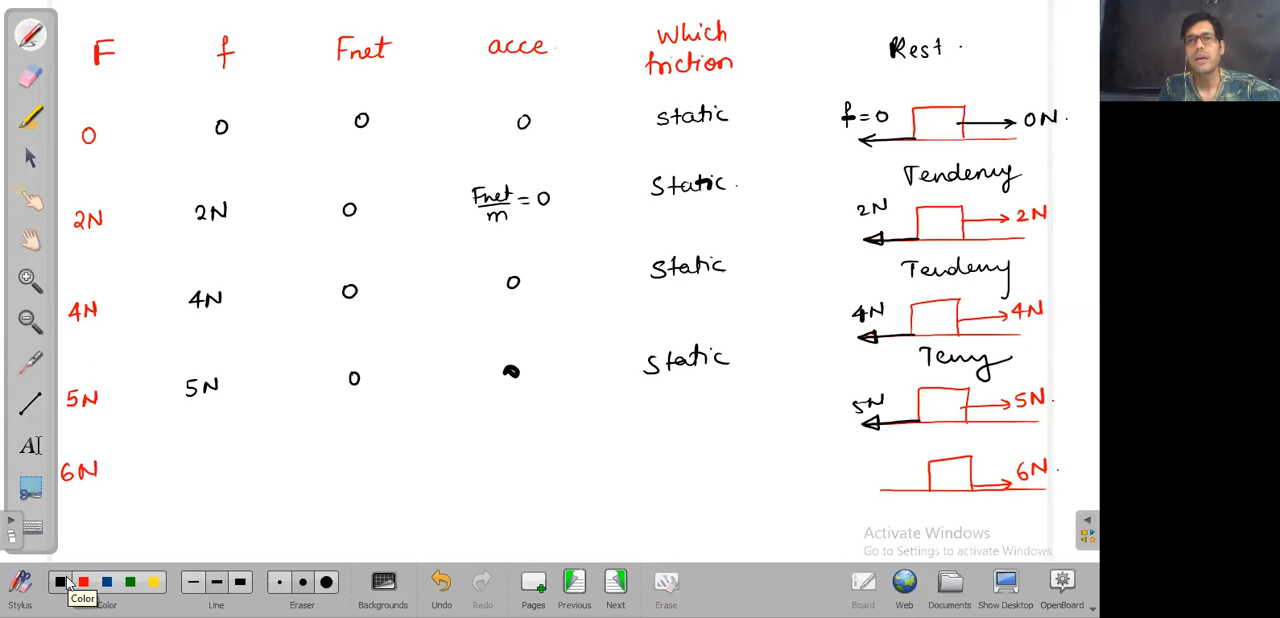 F f Fnet acce Which friction Rest.
0 0 0 0 static f=0 0N.
Tendency
2N 2N 0 Fnet/m = 0 Static. 2N 2N
Tendeny
4N 4N 0 0 Static 4N 4N
Teny
5N 5N 0 Static 5N 5N.
6N 6N.
Activate Windows
Go to Settings to activate Windows.
AI
Color
Stylus Color Line Eraser Backgrounds Undo Redo Pages Previous Next Erase Board Web Documents Show Desktop OpenBoard